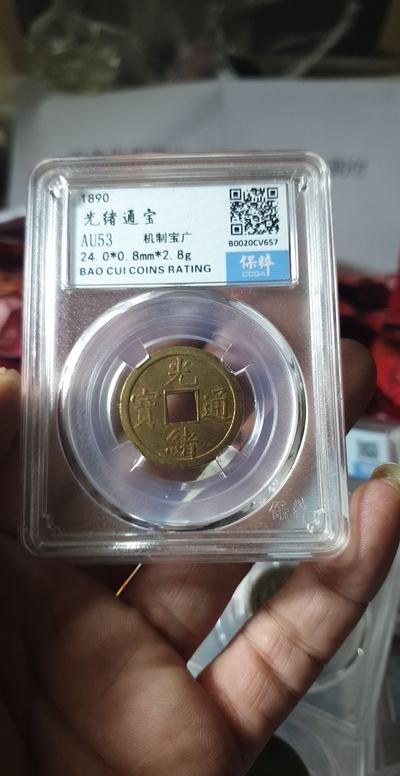 1890
光绪通宝
AU53 机制宝广
24.0*0.8mm*2.8g
BAO CUI COINS RATING
B0020CV657
保粹
CCGA
光
寶 通
緒